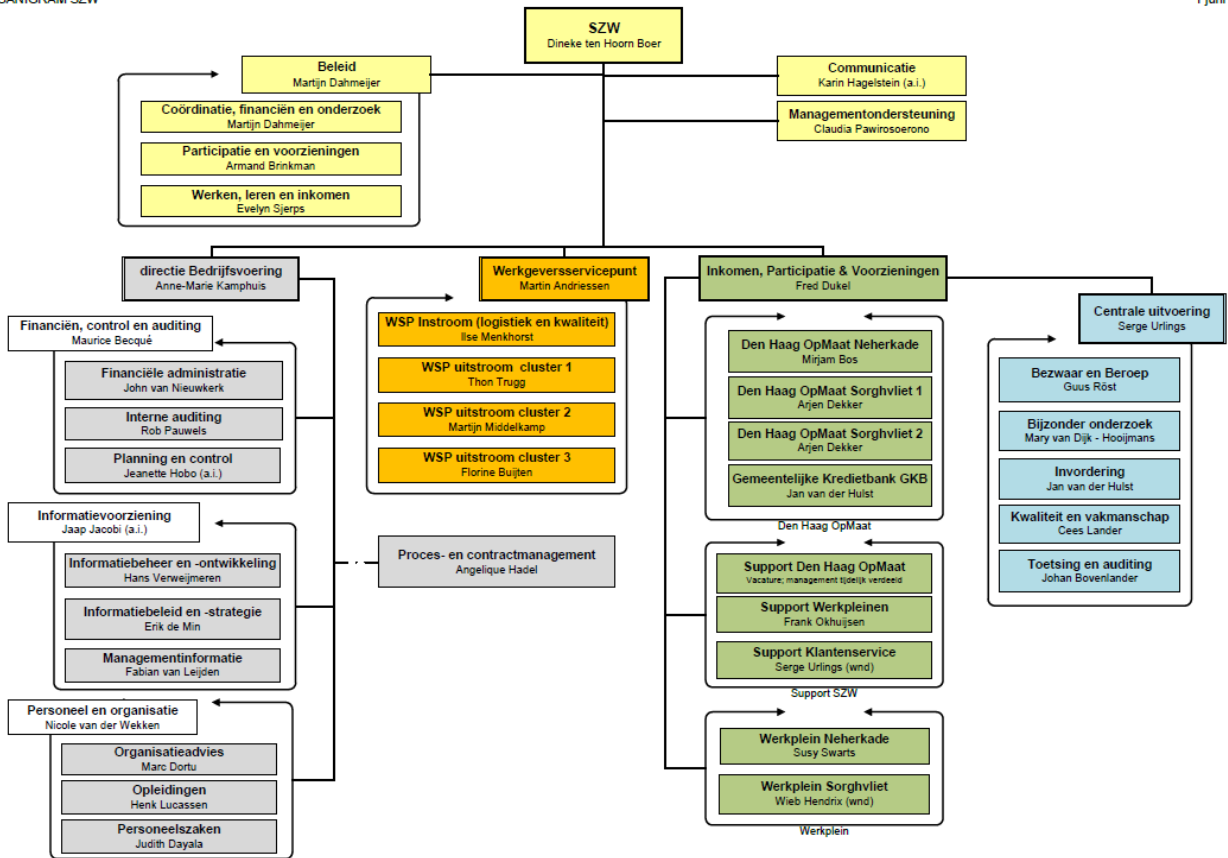 SZW
Dineke ten Hoorn Boer
Beleid
Martijn Dahmeijer
Communicatie
Karin Hagelstein (a.i.)
Coördinatie, financiën en onderzoek
Martijn Dahmeijer
Managementondersteuning
Claudia Pawirosoerono
Participatie en voorzieningen
Armand Brinkman
Werken, leren en inkomen
Evelyn Sjerps
directie Bedrijfsvoering
Anne-Marie Kamphuis
Financiën, control en auditing
Maurice Becqué
Financiële administratie
John van Nieuwkerk
Interne auditing
Rob Pauwels
Planning en control
Jeanette Hobo (a.i.)
Informatievoorziening
Jaap Jacobi (a.i.)
Informatiebeheer en -ontwikkeling
Hans Verweijmeren
Informatiebeleid en -strategie
Erik de Min
Managementinformatie
Fabian van Leijden
Personeel en organisatie
Nicole van der Wekken
Organisatieadvies
Marc Dortu
Opleidingen
Henk Lucassen
Personeelszaken
Judith Dayala
Proces- en contractmanagement
Angelique Hadel
Werkgeversservicepunt
Martin Andriessen
WSP Instroom (logistiek en kwaliteit)
Ilse Menkhorst
WSP uitstroom cluster 1
Thon Trugg
WSP uitstroom cluster 2
Martijn Middelkamp
WSP uitstroom cluster 3
Florine Buijten
Inkomen, Participatie & Voorzieningen
Fred Dukel
Den Haag OpMaat Neherkade
Mirjam Bos
Den Haag OpMaat Sorghvliet 1
Arjen Dekker
Den Haag OpMaat Sorghvliet 2
Arjen Dekker
Gemeentelijke Kredietbank GKB
Jan van der Hulst
Den Haag OpMaat
Support Den Haag OpMaat
Vacature; management tijdelijk verdeeld
Support Werkpleinen
Frank Okhuijsen
Support Klantenservice
Serge Urlings (wnd)
Support SZW
Werkplein Neherkade
Susy Swarts
Werkplein Sorghvliet
Wieb Hendrix (wnd)
Werkplein
Centrale uitvoering
Serge Urlings
Bezwaar en Beroep
Guus Röst
Bijzonder onderzoek
Mary van Dijk - Hooijmans
Invordering
Jan van der Hulst
Kwaliteit en vakmanschap
Cees Lander
Toetsing en auditing
Johan Bovenlander